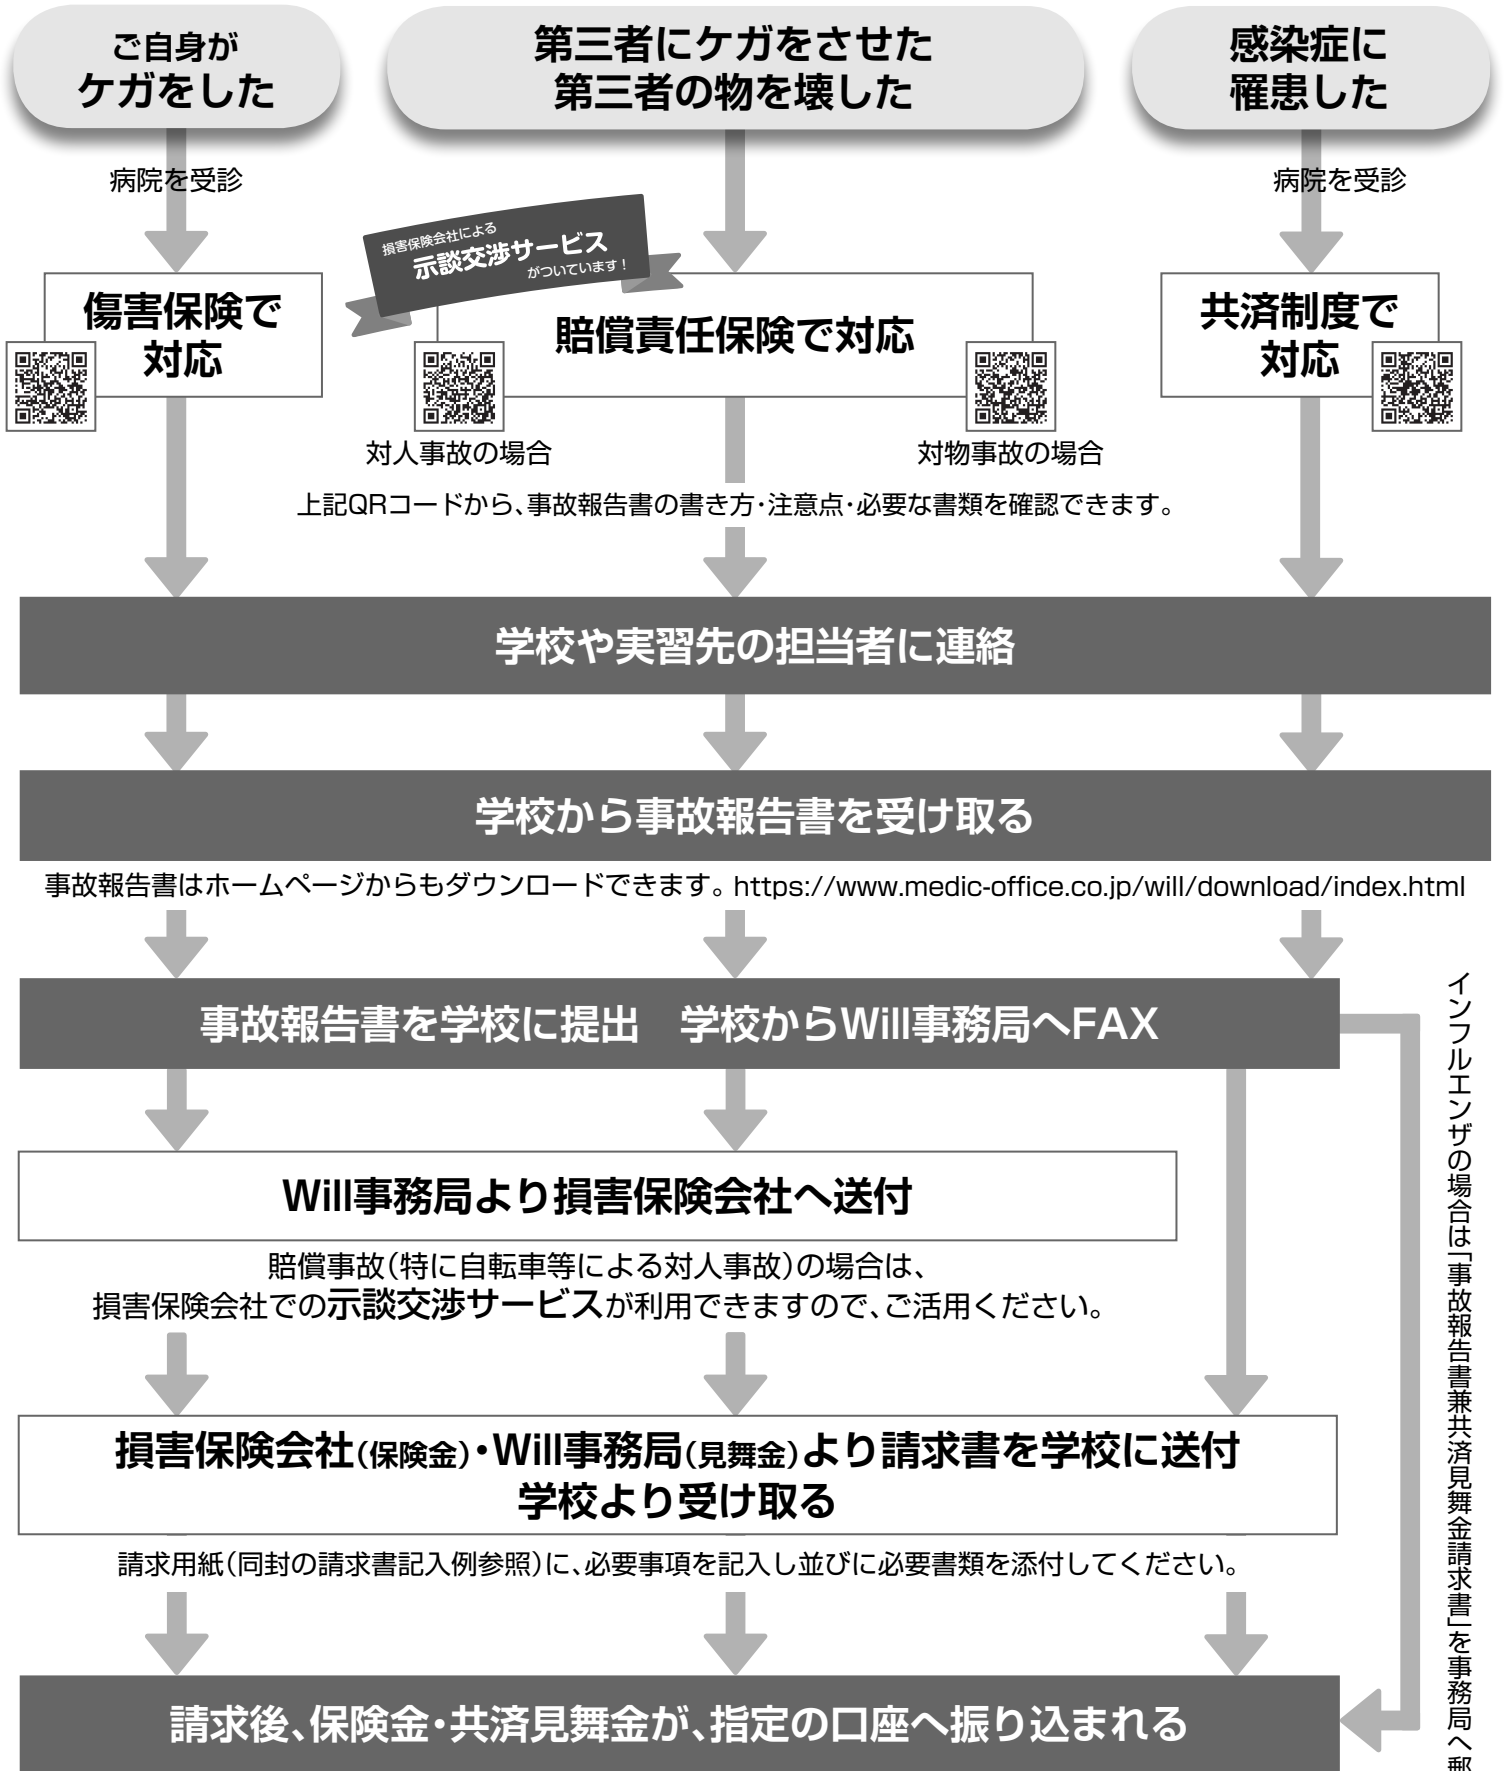 ご自身が
ケガをした
第三者にケガをさせた
第三者の物を壊した
感染症に
罹患した
病院を受診
病院を受診
損害保険会社による
示談交渉サービス
がついています！
傷害保険で
対応
賠償責任保険で対応
共済制度で
対応
対人事故の場合
対物事故の場合
上記QRコードから、事故報告書の書き方・注意点・必要な書類を確認できます。
学校や実習先の担当者に連絡
学校から事故報告書を受け取る
事故報告書はホームページからもダウンロードできます。https://www.medic-office.co.jp/will/download/index.html
事故報告書を学校に提出　学校からWill事務局へFAX
Will事務局より損害保険会社へ送付
賠償事故（特に自転車等による対人事故）の場合は、
損害保険会社での示談交渉サービスが利用できますので、ご活用ください。
損害保険会社（保険金）・Will事務局（見舞金）より請求書を学校に送付
学校より受け取る
請求用紙（同封の請求書記入例参照）に、必要事項を記入し並びに必要書類を添付してください。
請求後、保険金・共済見舞金が、指定の口座へ振り込まれる
インフルエンザの場合は「事故報告書兼共済見舞金請求書」を事務局へ郵